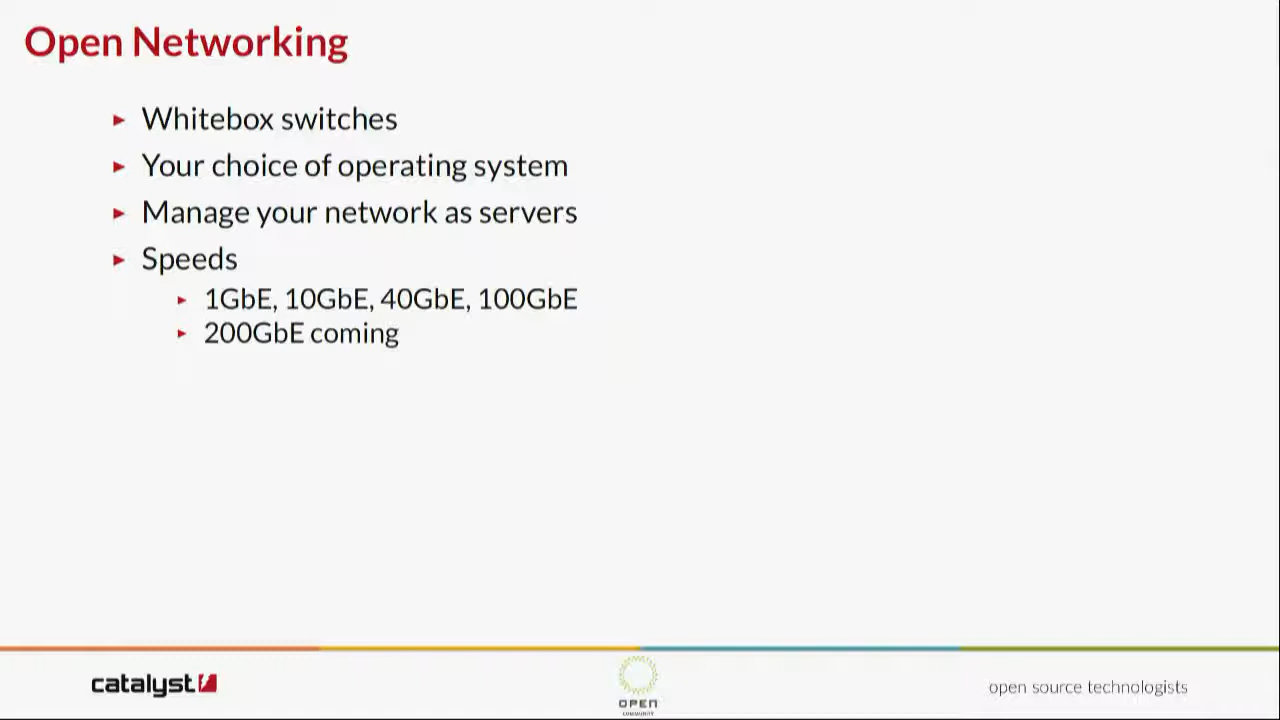 Open Networking
Whitebox switches
Your choice of operating system
Manage your network as servers
Speeds
1GbE, 10GbE, 40GbE, 100GbE
200GbE coming
catalyst
OPEN
COMMUNITY
open source technologists